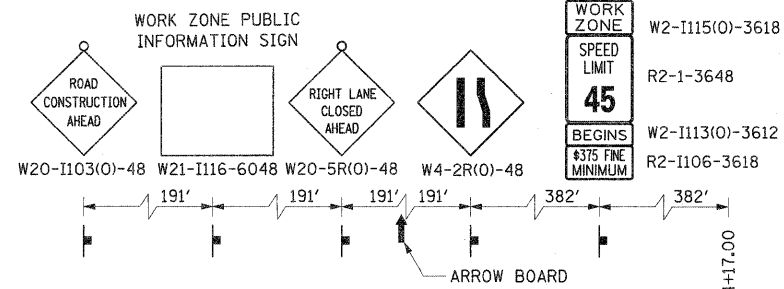 WORK ZONE PUBLIC
INFORMATION SIGN
ROAD
CONSTRUCTION
AHEAD
RIGHT LANE
CLOSED
AHEAD
WORK
ZONE
SPEED
LIMIT
45
BEGINS
$375 FINE
MINIMUM
W2-I115(O)-3618
R2-1-3648
W2-I113(O)-3612
R2-I106-3618
W20-I103(O)-48
W21-I116-6048
W20-5R(O)-48
W4-2R(O)-48
191'
191'
191'
191'
382'
382'
ARROW BOARD
+17.00